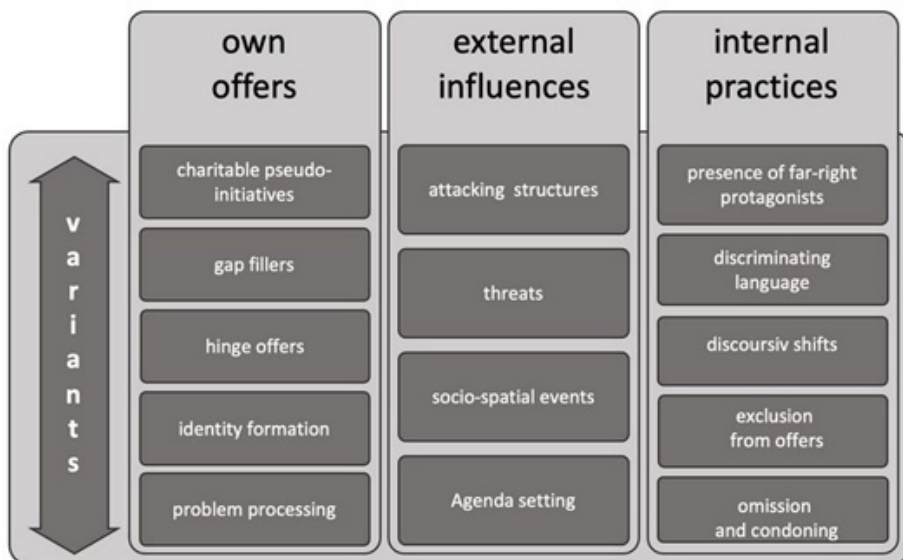 own
offers
external
influences
internal
practices
variants
charitable pseudo-
initiatives
gap fillers
hinge offers
identity formation
problem processing
attacking structures
threats
socio-spatial events
Agenda setting
presence of far-right
protagonists
discriminating
language
discoursiv shifts
exclusion
from offers
omission
and condoning